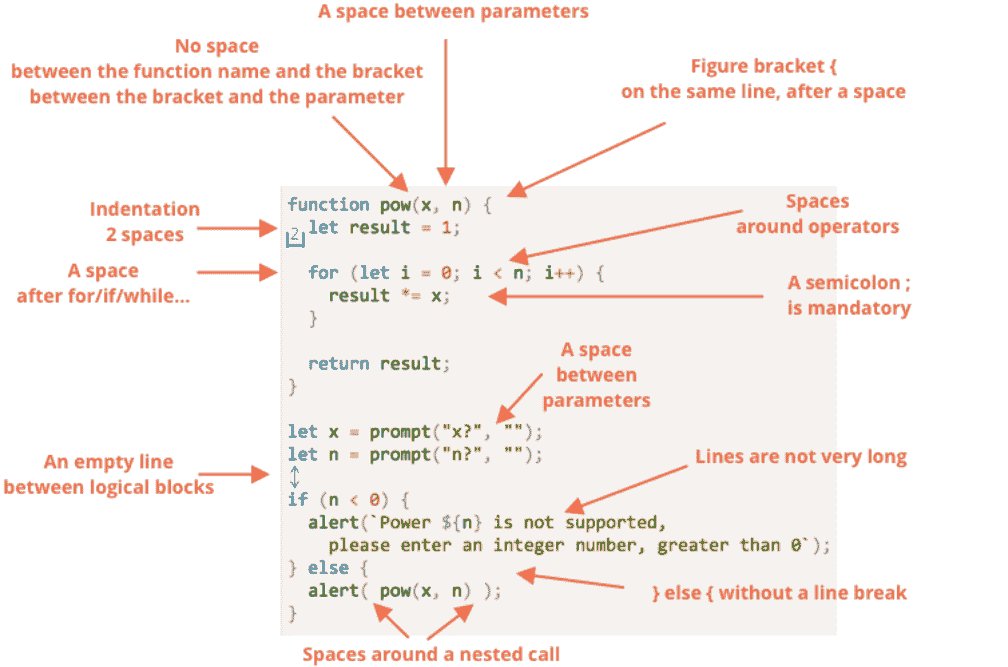 A space between parameters
No space
between the function name and the bracket
between the bracket and the parameter
Figure bracket {
on the same line, after a space
Indentation
2 spaces
A space
after for/if/while...
Spaces
around operators
A semicolon ;
is mandatory
A space
between
parameters
An empty line
between logical blocks
Lines are not very long
} else { without a line break
Spaces around a nested call
function pow(x, n) {
2
  let result = 1;
  for (let i = 0; i < n; i++) {
    result *= x;
  }
  return result;
}
let x = prompt("x?", "");
let n = prompt("n?", "");
if (n < 0) {
  alert(`Power ${n} is not supported,
    please enter an integer number, greater than 0`);
} else {
  alert( pow(x, n) );
}